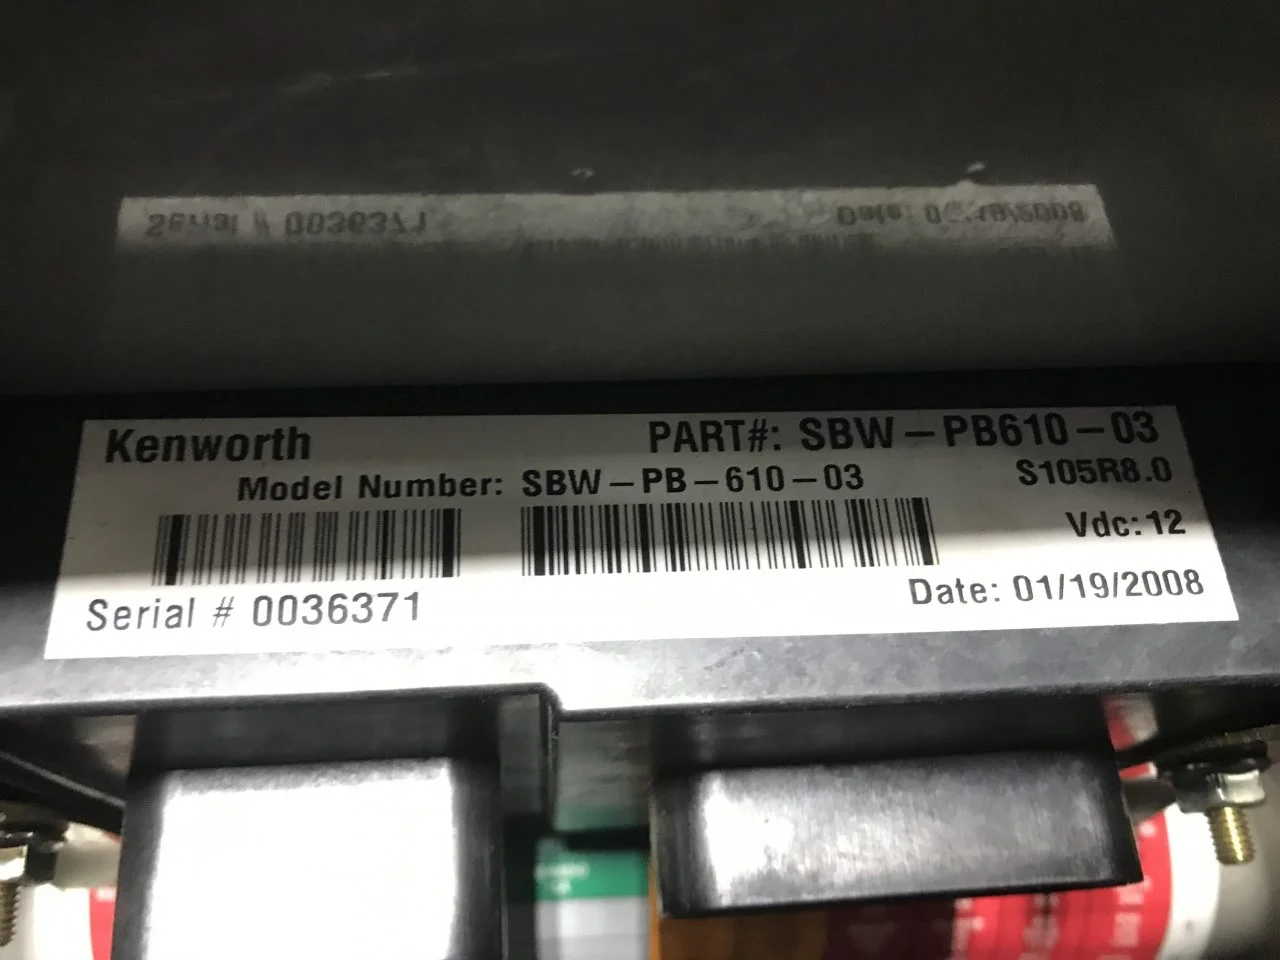 Kenworth PART#: SBW-PB610-03
Model Number: SBW-PB-610-03 S105R8.0
Vdc: 12
Serial # 0036371 Date: 01/19/2008